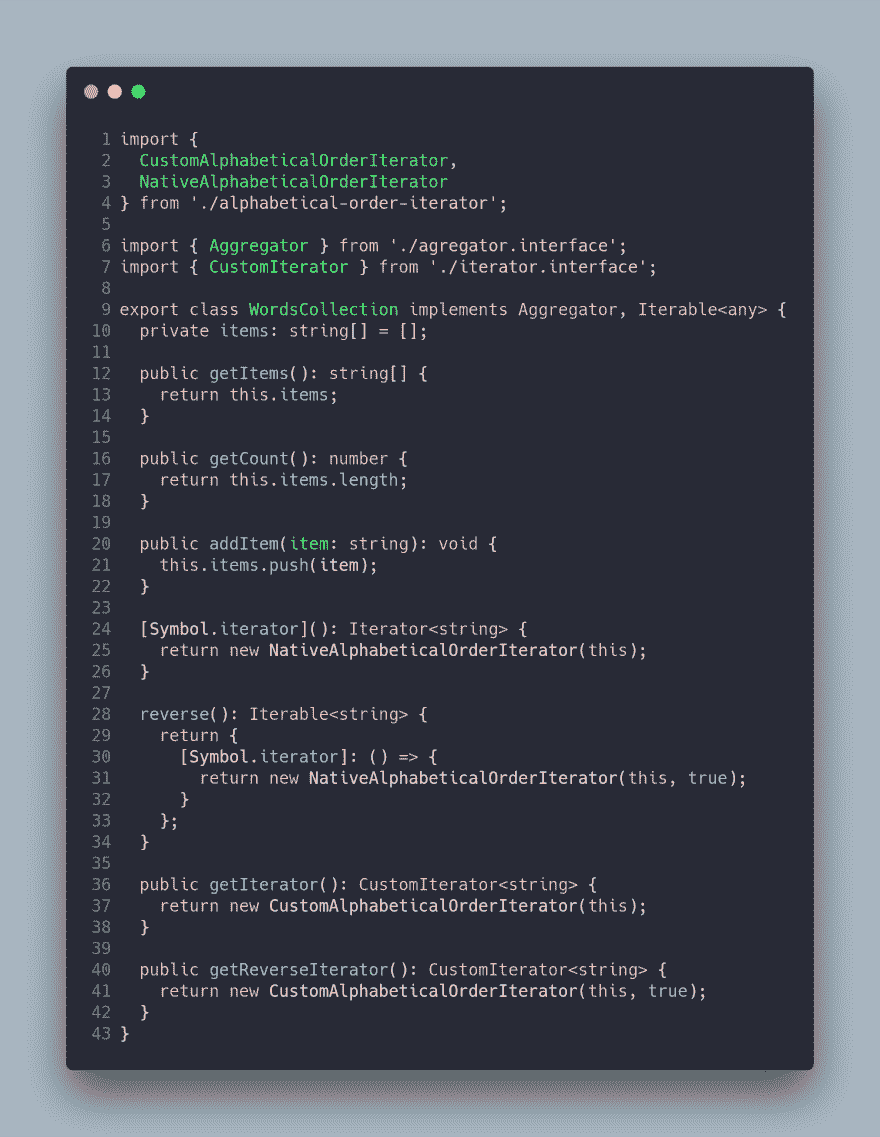 1 import {
2   CustomAlphabeticalOrderIterator,
3   NativeAlphabeticalOrderIterator
4 } from './alphabetical-order-iterator';
5
6 import { Aggregator } from './agregator.interface';
7 import { CustomIterator } from './iterator.interface';
8
9 export class WordsCollection implements Aggregator, Iterable<any> {
10   private items: string[] = [];
11
12   public getItems(): string[] {
13     return this.items;
14   }
15
16   public getCount(): number {
17     return this.items.length;
18   }
19
20   public addItem(item: string): void {
21     this.items.push(item);
22   }
23
24   [Symbol.iterator](): Iterator<string> {
25     return new NativeAlphabeticalOrderIterator(this);
26   }
27
28   reverse(): Iterable<string> {
29     return {
30       [Symbol.iterator]: () => {
31         return new NativeAlphabeticalOrderIterator(this, true);
32       }
33     };
34   }
35
36   public getIterator(): CustomIterator<string> {
37     return new CustomAlphabeticalOrderIterator(this);
38   }
39
40   public getReverseIterator(): CustomIterator<string> {
41     return new CustomAlphabeticalOrderIterator(this, true);
42   }
43 }